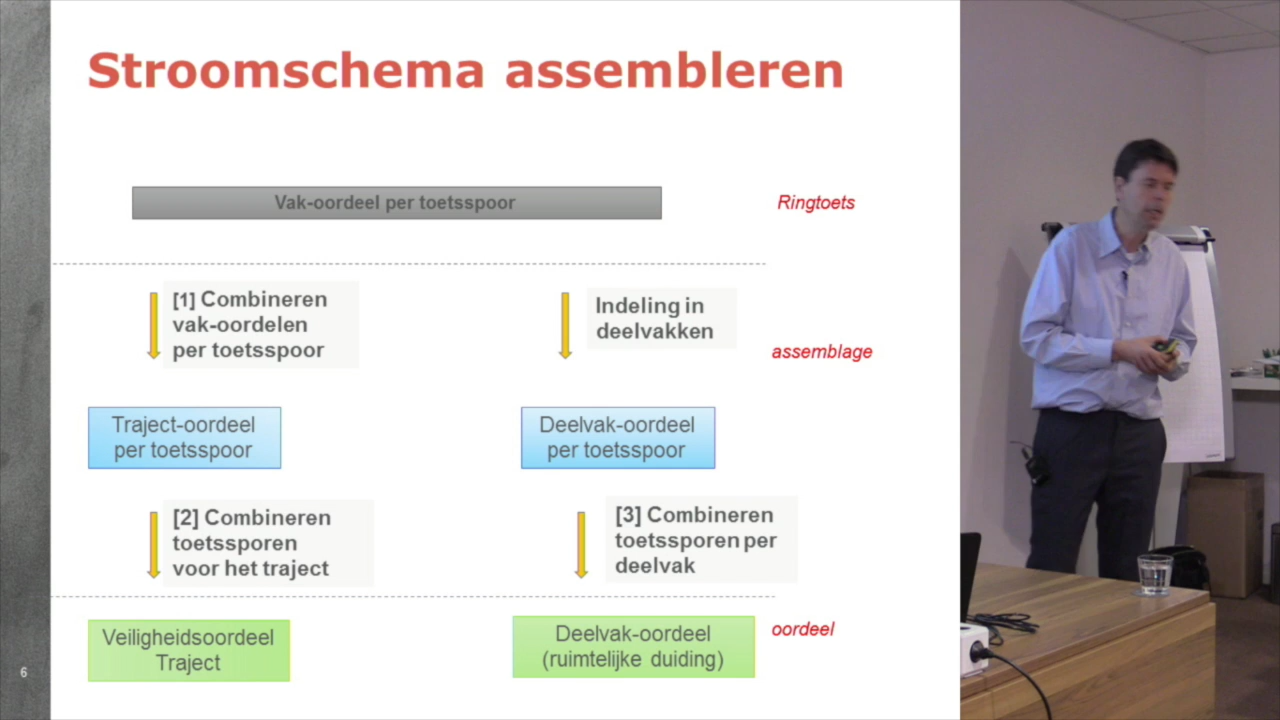 Stroomschema assembleren
Vak-oordeel per toetsspoor
Ringtoets
[1] Combineren
vak-oordelen
per toetsspoor
Indeling in
deelvakken
assemblage
Traject-oordeel
per toetsspoor
Deelvak-oordeel
per toetsspoor
[2] Combineren
toetssporen
voor het traject
[3] Combineren
toetssporen per
deelvak
Veiligheidsoordeel
Traject
Deelvak-oordeel
(ruimtelijke duiding)
oordeel
6